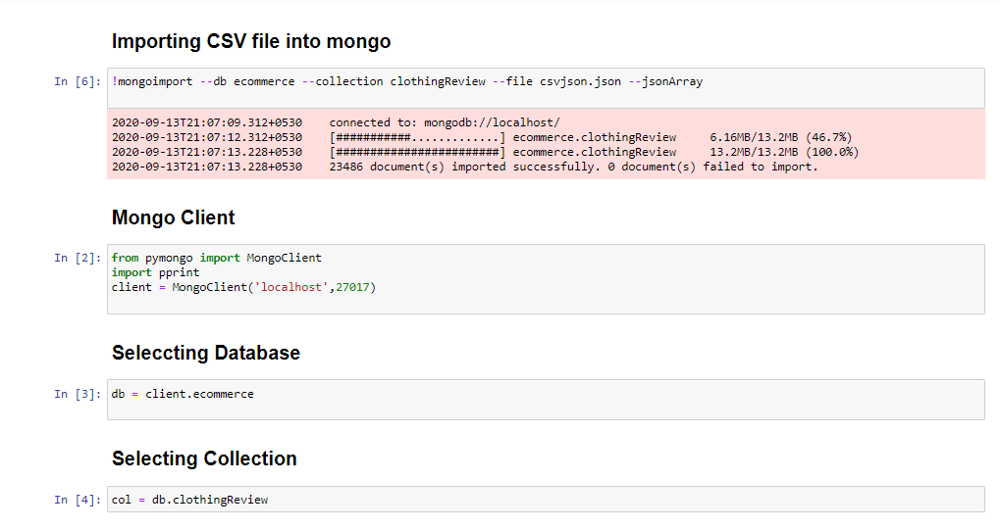 Importing CSV file into mongo
In [6]: !mongoimport --db ecommerce --collection clothingReview --file csvjson.json --jsonArray
2020-09-13T21:07:09.312+0530 connected to: mongodb://localhost/
2020-09-13T21:07:12.312+0530 [###########.............] ecommerce.clothingReview 6.16MB/13.2MB (46.7%)
2020-09-13T21:07:13.228+0530 [########################] ecommerce.clothingReview 13.2MB/13.2MB (100.0%)
2020-09-13T21:07:13.228+0530 23486 document(s) imported successfully. 0 document(s) failed to import.
Mongo Client
In [2]: from pymongo import MongoClient
import pprint
client = MongoClient('localhost',27017)
Seleccting Database
In [3]: db = client.ecommerce
Selecting Collection
In [4]: col = db.clothingReview